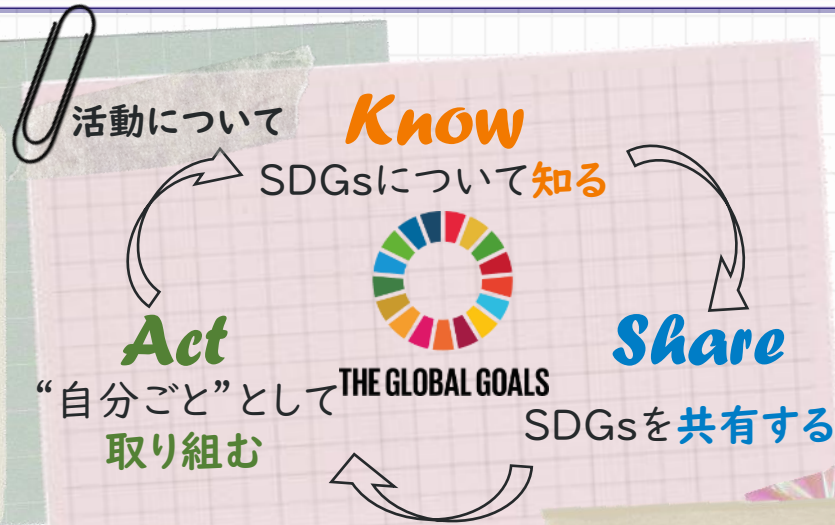 活動について
Know
SDGsについて知る
Share
SDGsを共有する
Act
“自分ごと”として
取り組む
THE GLOBAL GOALS